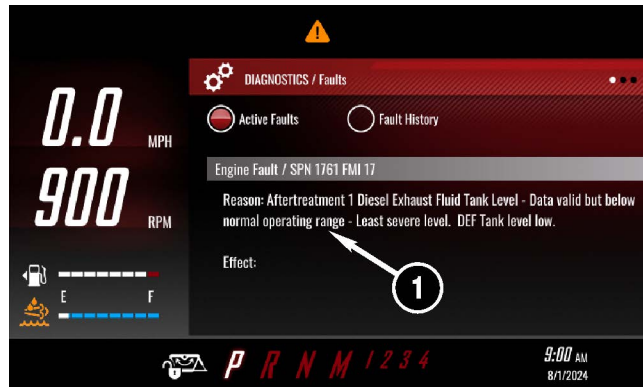 DIAGNOSTICS / Faults
Active Faults
Fault History
0.0 MPH
Engine Fault / SPN 1761 FMI 17
900 RPM
Reason: Aftertreatment 1 Diesel Exhaust Fluid Tank Level - Data valid but below
normal operating range - Least severe level. DEF Tank level low.
Effect:
1
E F
P R N M 1 2 3 4
9:00 AM
8/1/2024